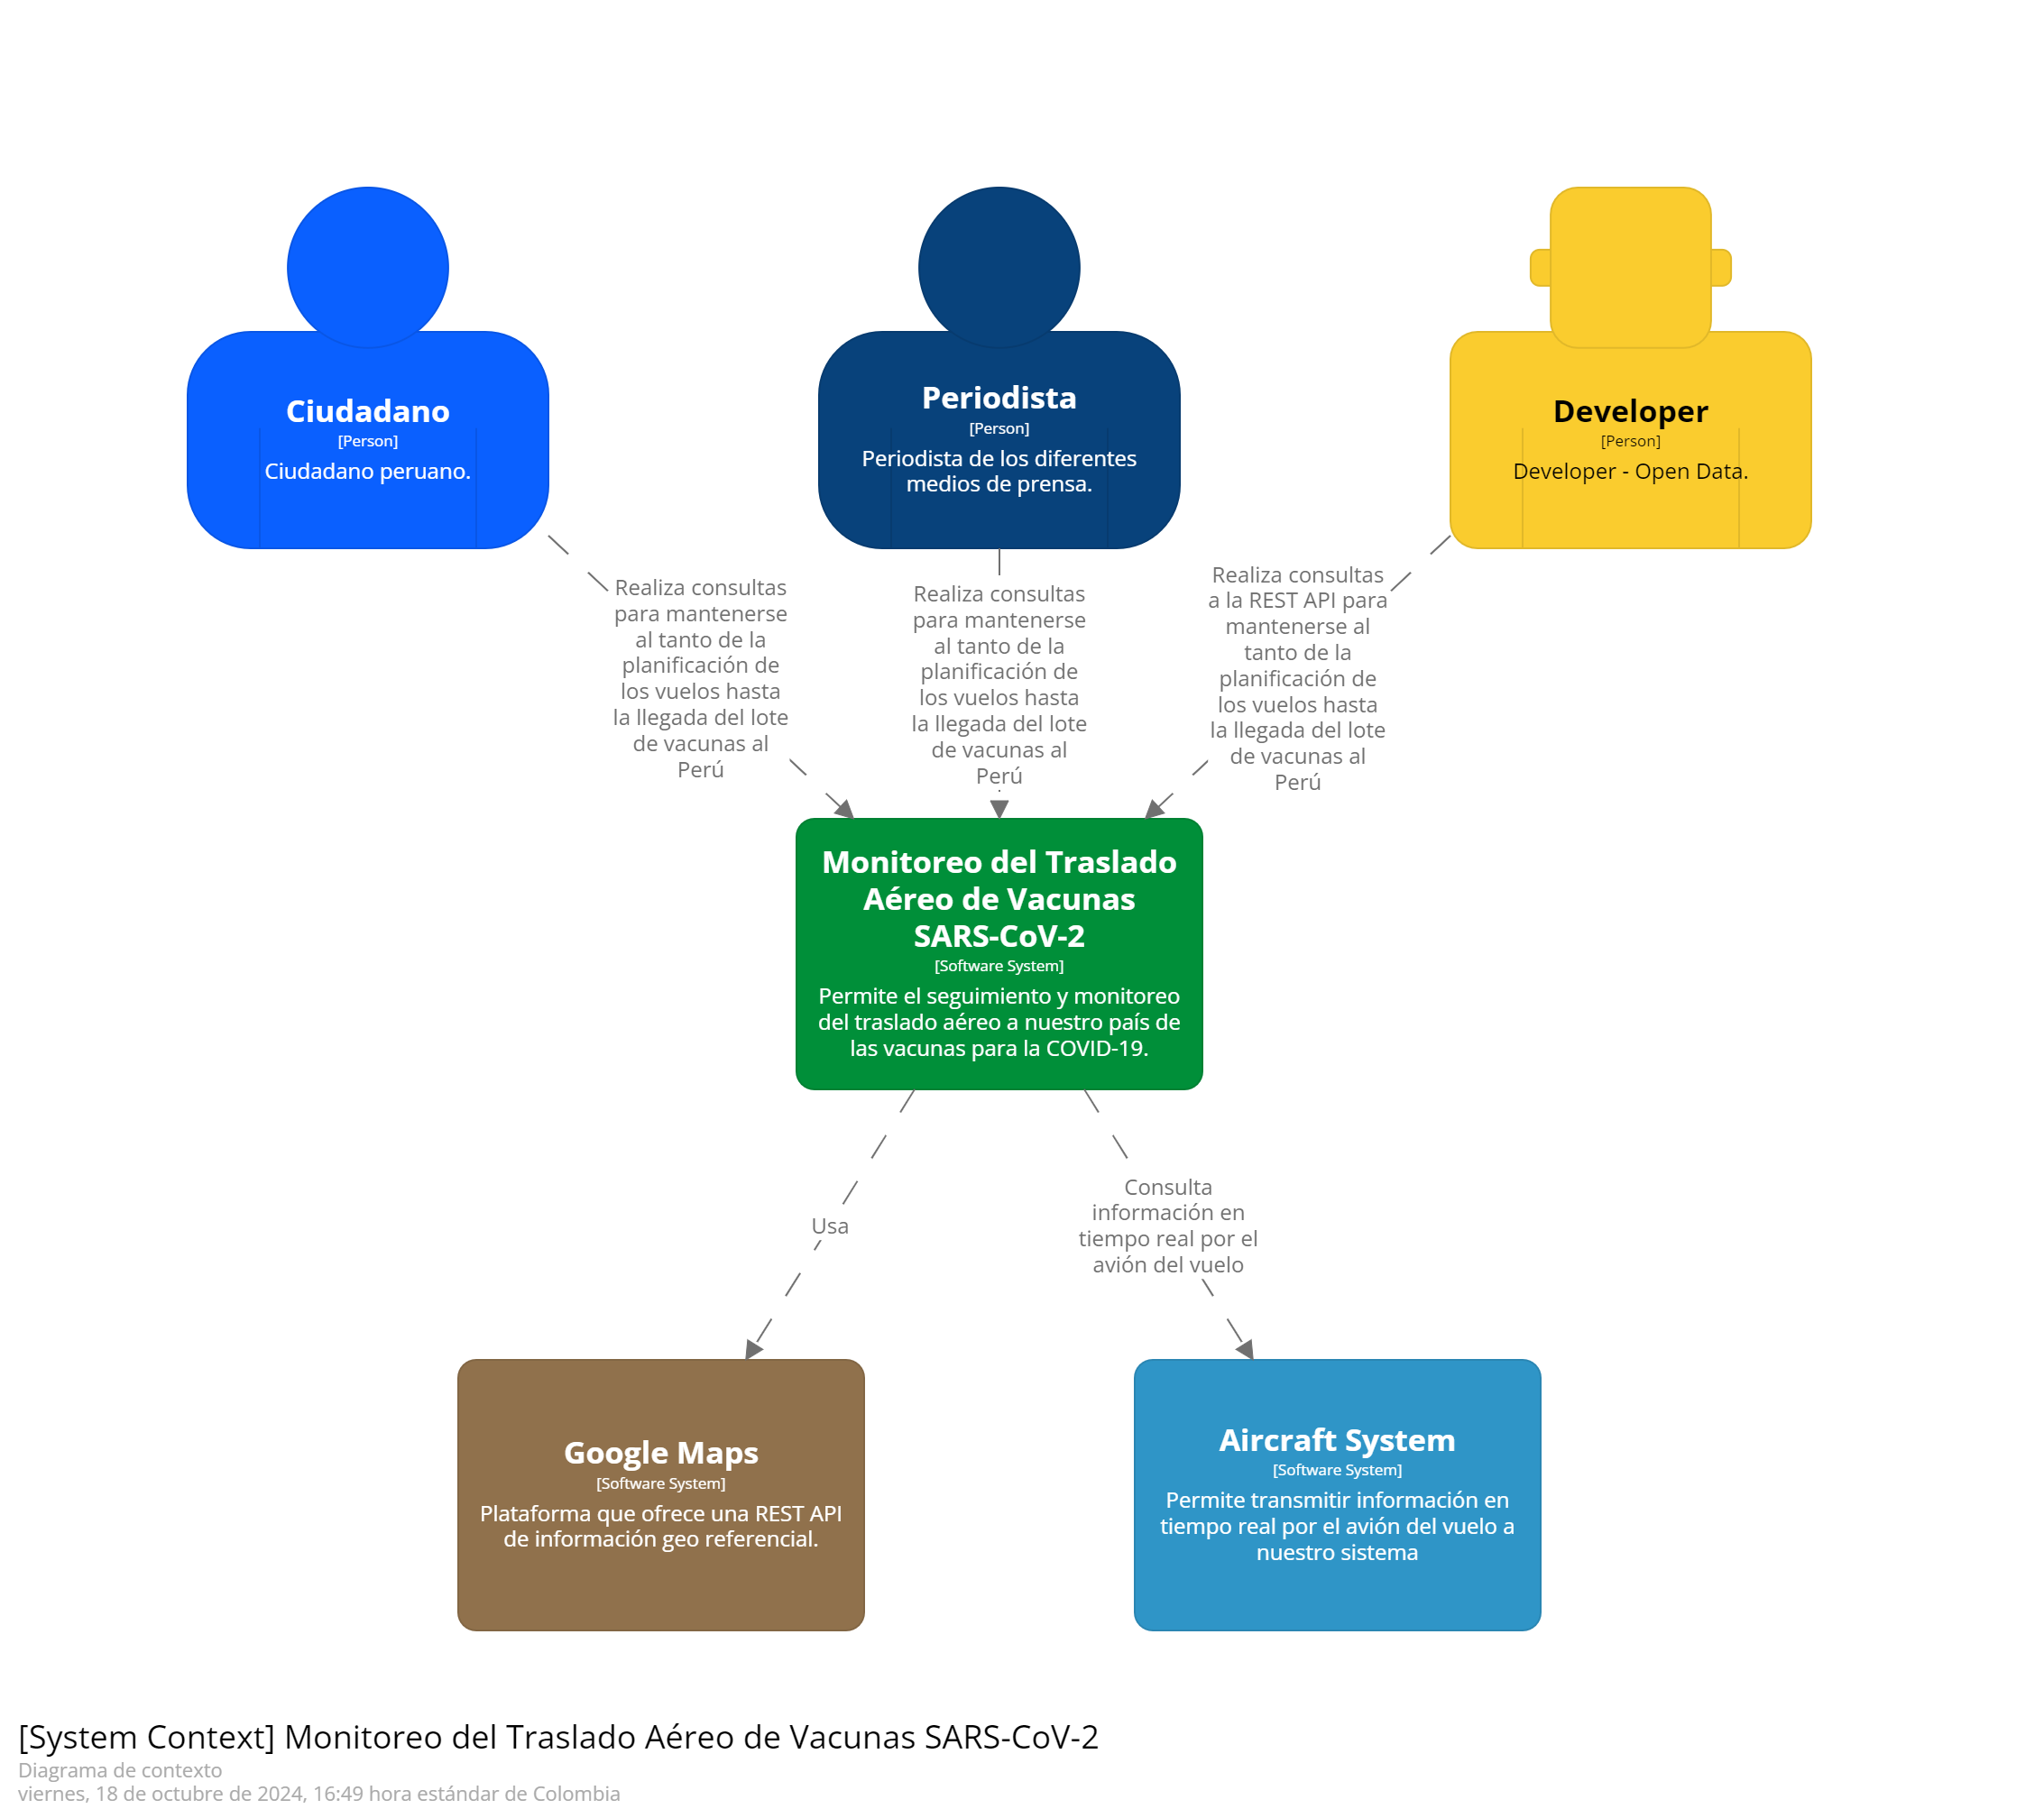 Ciudadano
[Person]
Ciudadano peruano.
Periodista
[Person]
Periodista de los diferentes
medios de prensa.
Developer
[Person]
Developer - Open Data.
Realiza consultas
para mantenerse
al tanto de la
planificación de
los vuelos hasta
la llegada del lote
de vacunas al
Perú
Realiza consultas
para mantenerse
al tanto de la
planificación de
los vuelos hasta
la llegada del lote
de vacunas al
Perú
Realiza consultas
a la REST API para
mantenerse al
tanto de la
planificación de
los vuelos hasta
la llegada del lote
de vacunas al
Perú
Monitoreo del Traslado
Aéreo de Vacunas
SARS-CoV-2
[Software System]
Permite el seguimiento y monitoreo
del traslado aéreo a nuestro país de
las vacunas para la COVID-19.
Usa
Consulta
información en
tiempo real por el
avión del vuelo
Google Maps
[Software System]
Plataforma que ofrece una REST API
de información geo referencial.
Aircraft System
[Software System]
Permite transmitir información en
tiempo real por el avión del vuelo a
nuestro sistema
[System Context] Monitoreo del Traslado Aéreo de Vacunas SARS-CoV-2
Diagrama de contexto
viernes, 18 de octubre de 2024, 16:49 hora estándar de Colombia